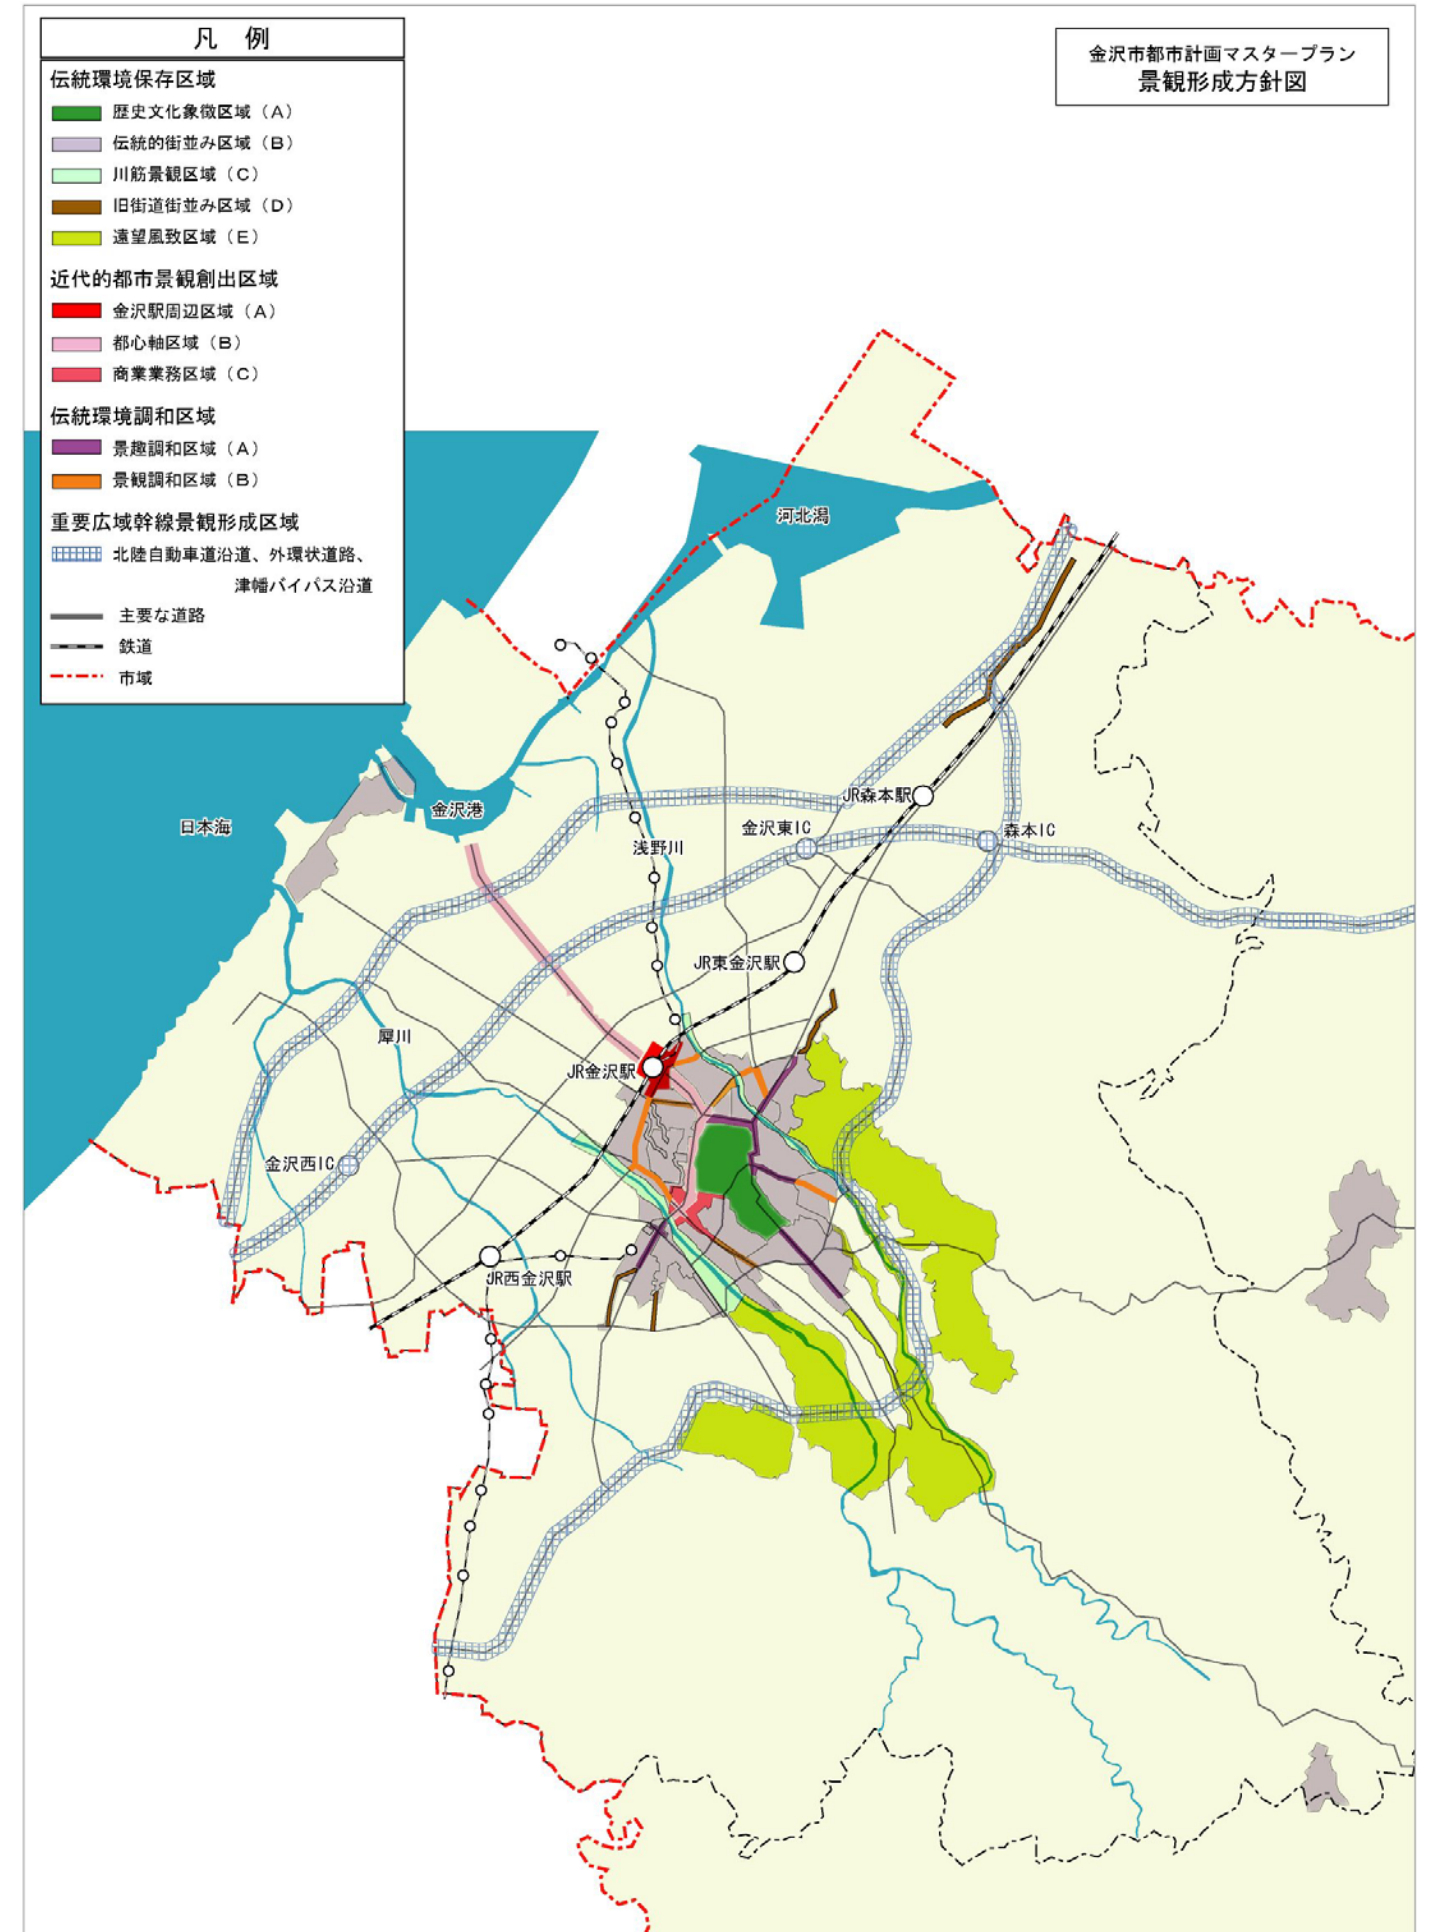 凡 例
伝統環境保存区域
歴史文化象徴区域（A）
伝統的街並み区域（B）
川筋景観区域（C）
旧街道街並み区域（D）
遠望風致区域（E）
近代的都市景観創出区域
金沢駅周辺区域（A）
都心軸区域（B）
商業業務区域（C）
伝統環境調和区域
景趣調和区域（A）
景観調和区域（B）
重要広域幹線景観形成区域
北陸自動車道沿道、外環状道路、
津幡バイパス沿道
主要な道路
鉄道
市域
金沢市都市計画マスタープラン
景観形成方針図
河北潟
JR森本駅
金沢港
日本海
金沢東IC
森本IC
浅野川
JR東金沢駅
犀川
JR金沢駅
金沢西IC
JR西金沢駅